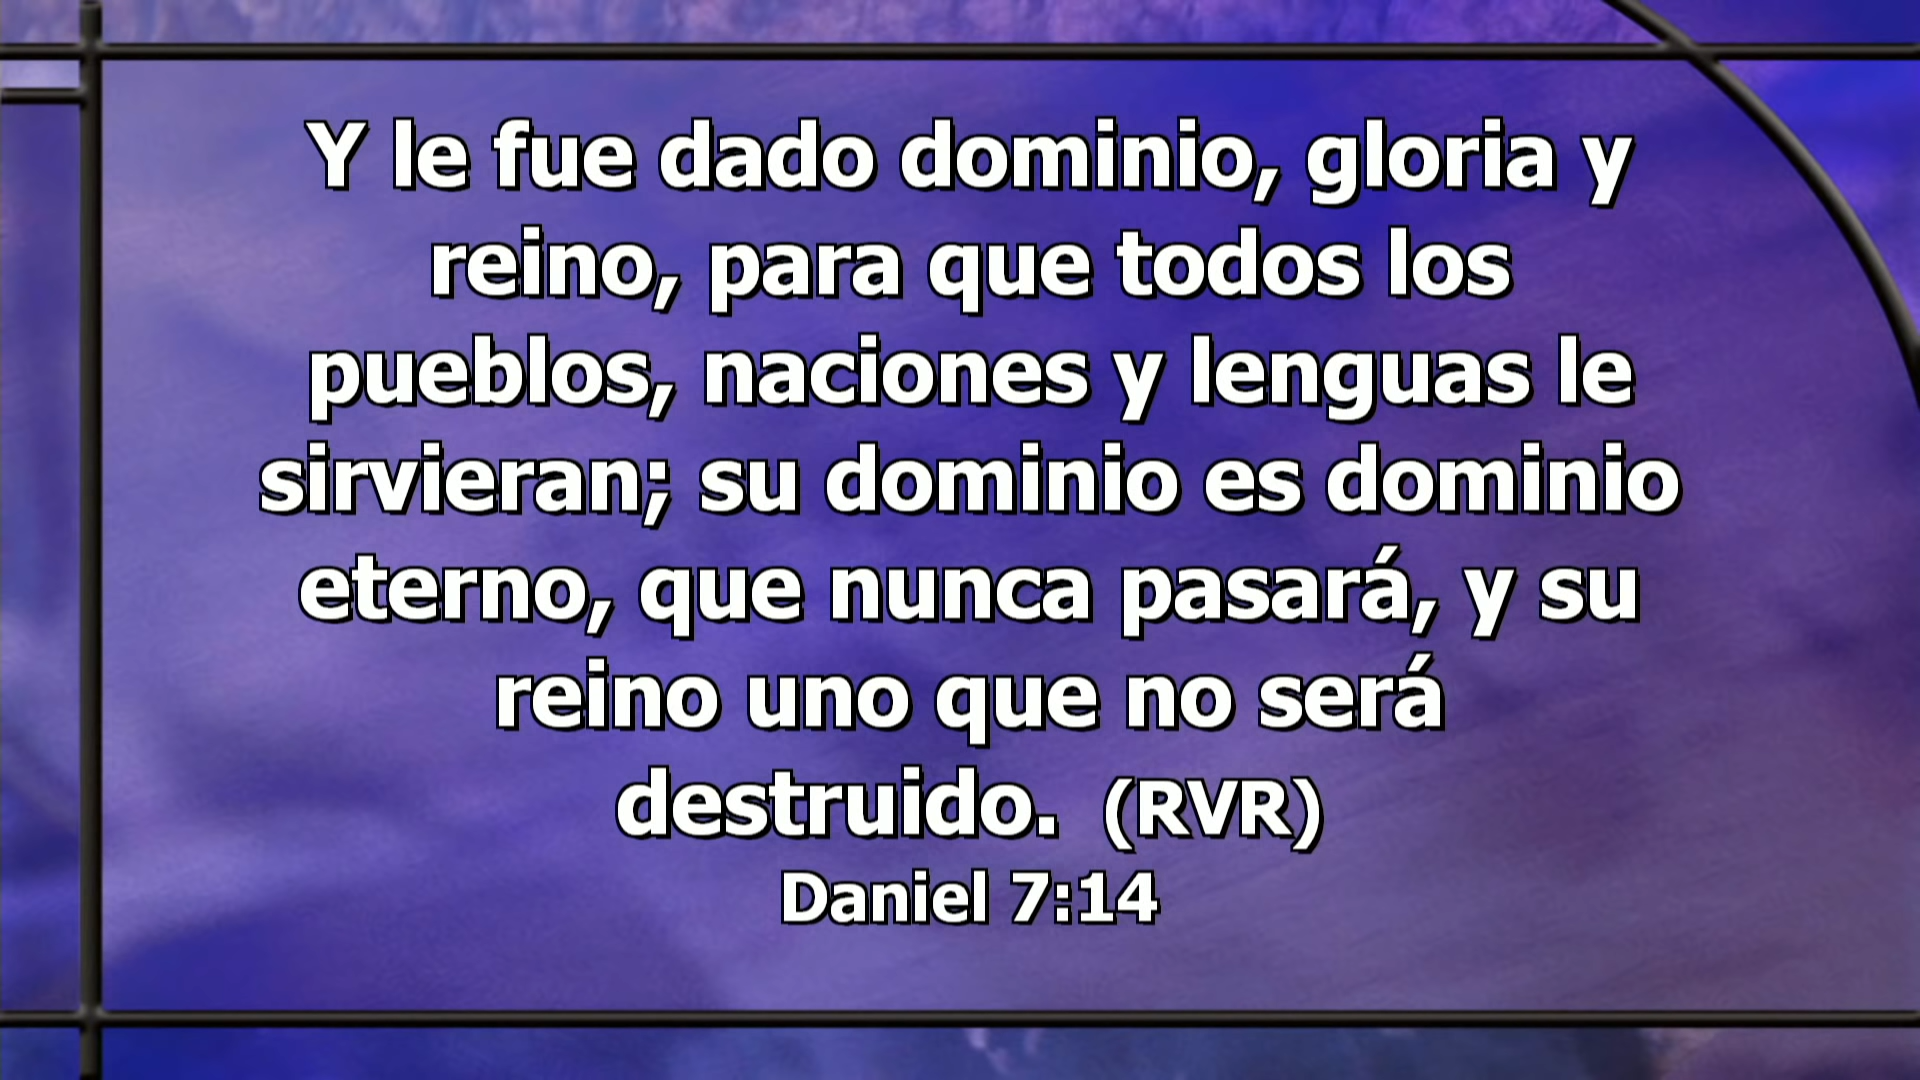 Y le fue dado dominio, gloria y
reino, para que todos los
pueblos, naciones y lenguas le
sirvieran; su dominio es dominio
eterno, que nunca pasará, y su
reino uno que no será
destruido. (RVR)
Daniel 7:14